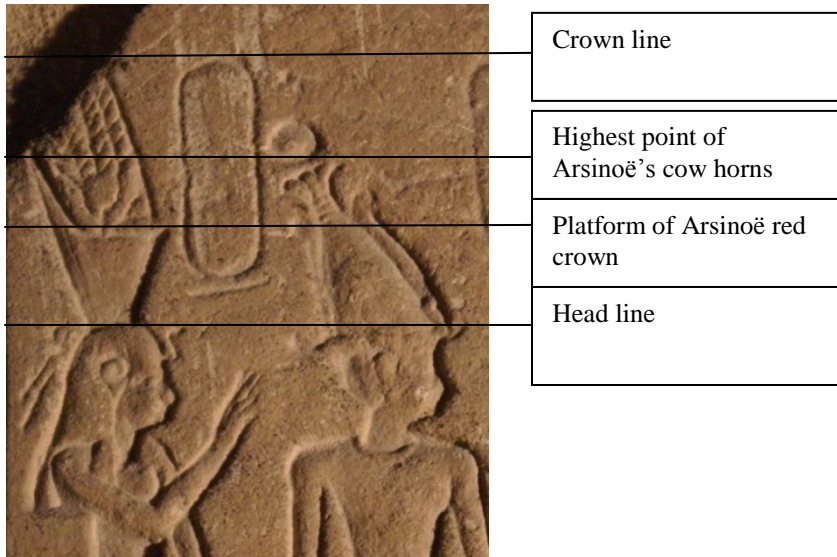 Crown line
Highest point of
Arsinoë’s cow horns
Platform of Arsinoë red
crown
Head line